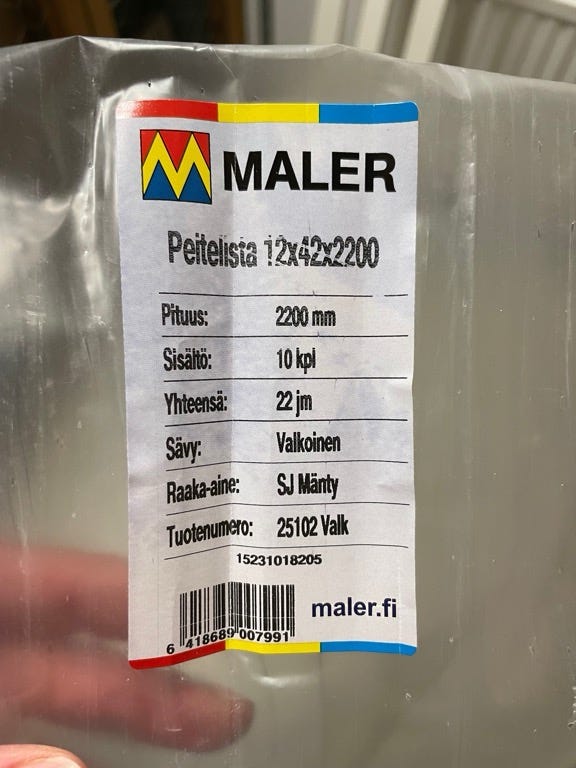 MALER
Peitelista 12x42x2200
Pituus: 2200 mm
Sisältö: 10 kpl
Yhteensä: 22 jm
Sävy: Valkoinen
Raaka-aine: SJ Mänty
Tuotenumero: 25102 Valk
15231018205
maler.fi
6 418689 007991